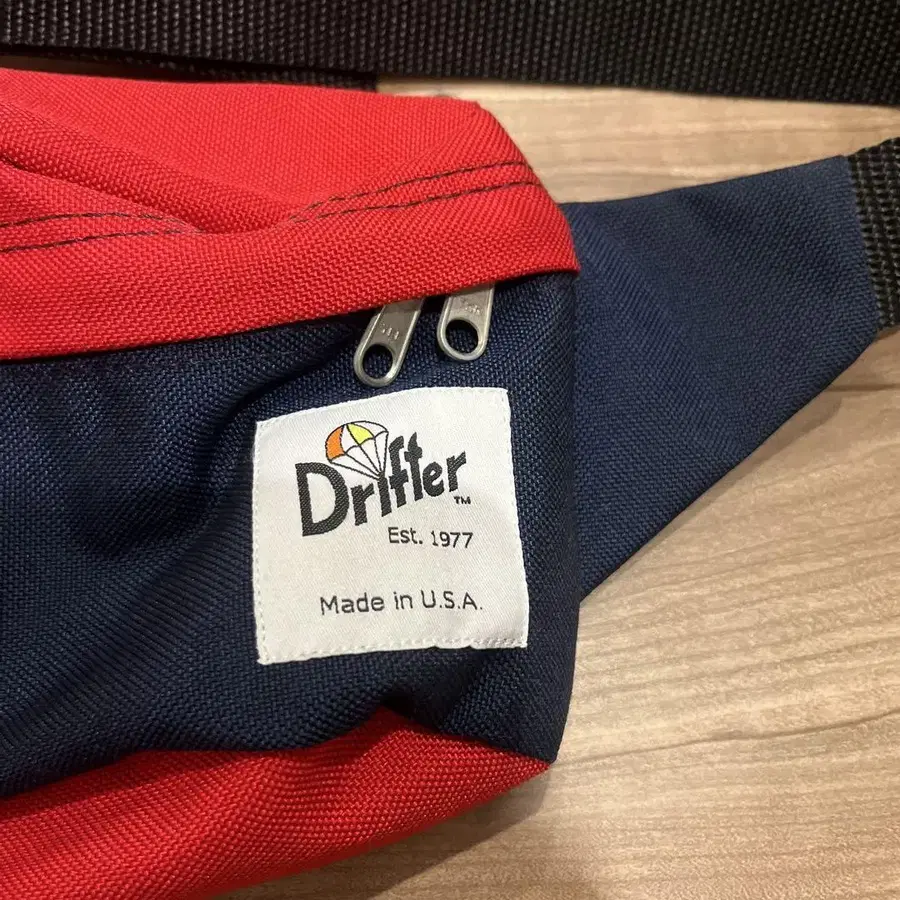 Drifter™
Est. 1977
Made in U.S.A.